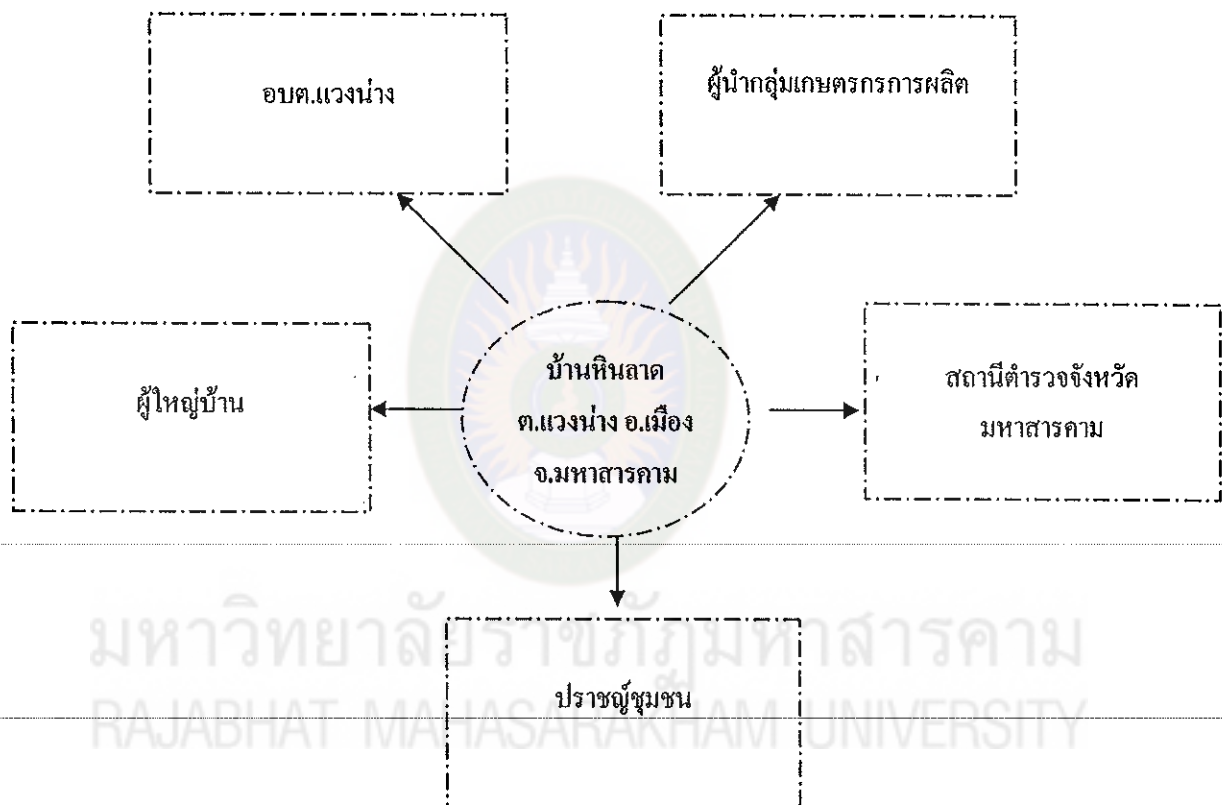 อบต.แวงน่าง
ผู้นำกลุ่มเกษตรกรการผลิต
ผู้ใหญ่บ้าน
บ้านหินลาด
ต.แวงน่าง อ.เมือง
จ.มหาสารคาม
สถานีตำรวจจังหวัด
มหาสารคาม
ปราชญ์ชุมชน
มหาวิทยาลัยราชภัฏมหาสารคาม
RAJABHAT MAHASARAKHAM UNIVERSITY